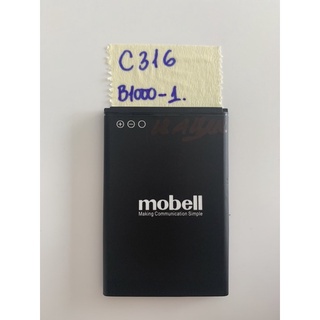 C316
B1000-1.
mobell
Making Communication Simple